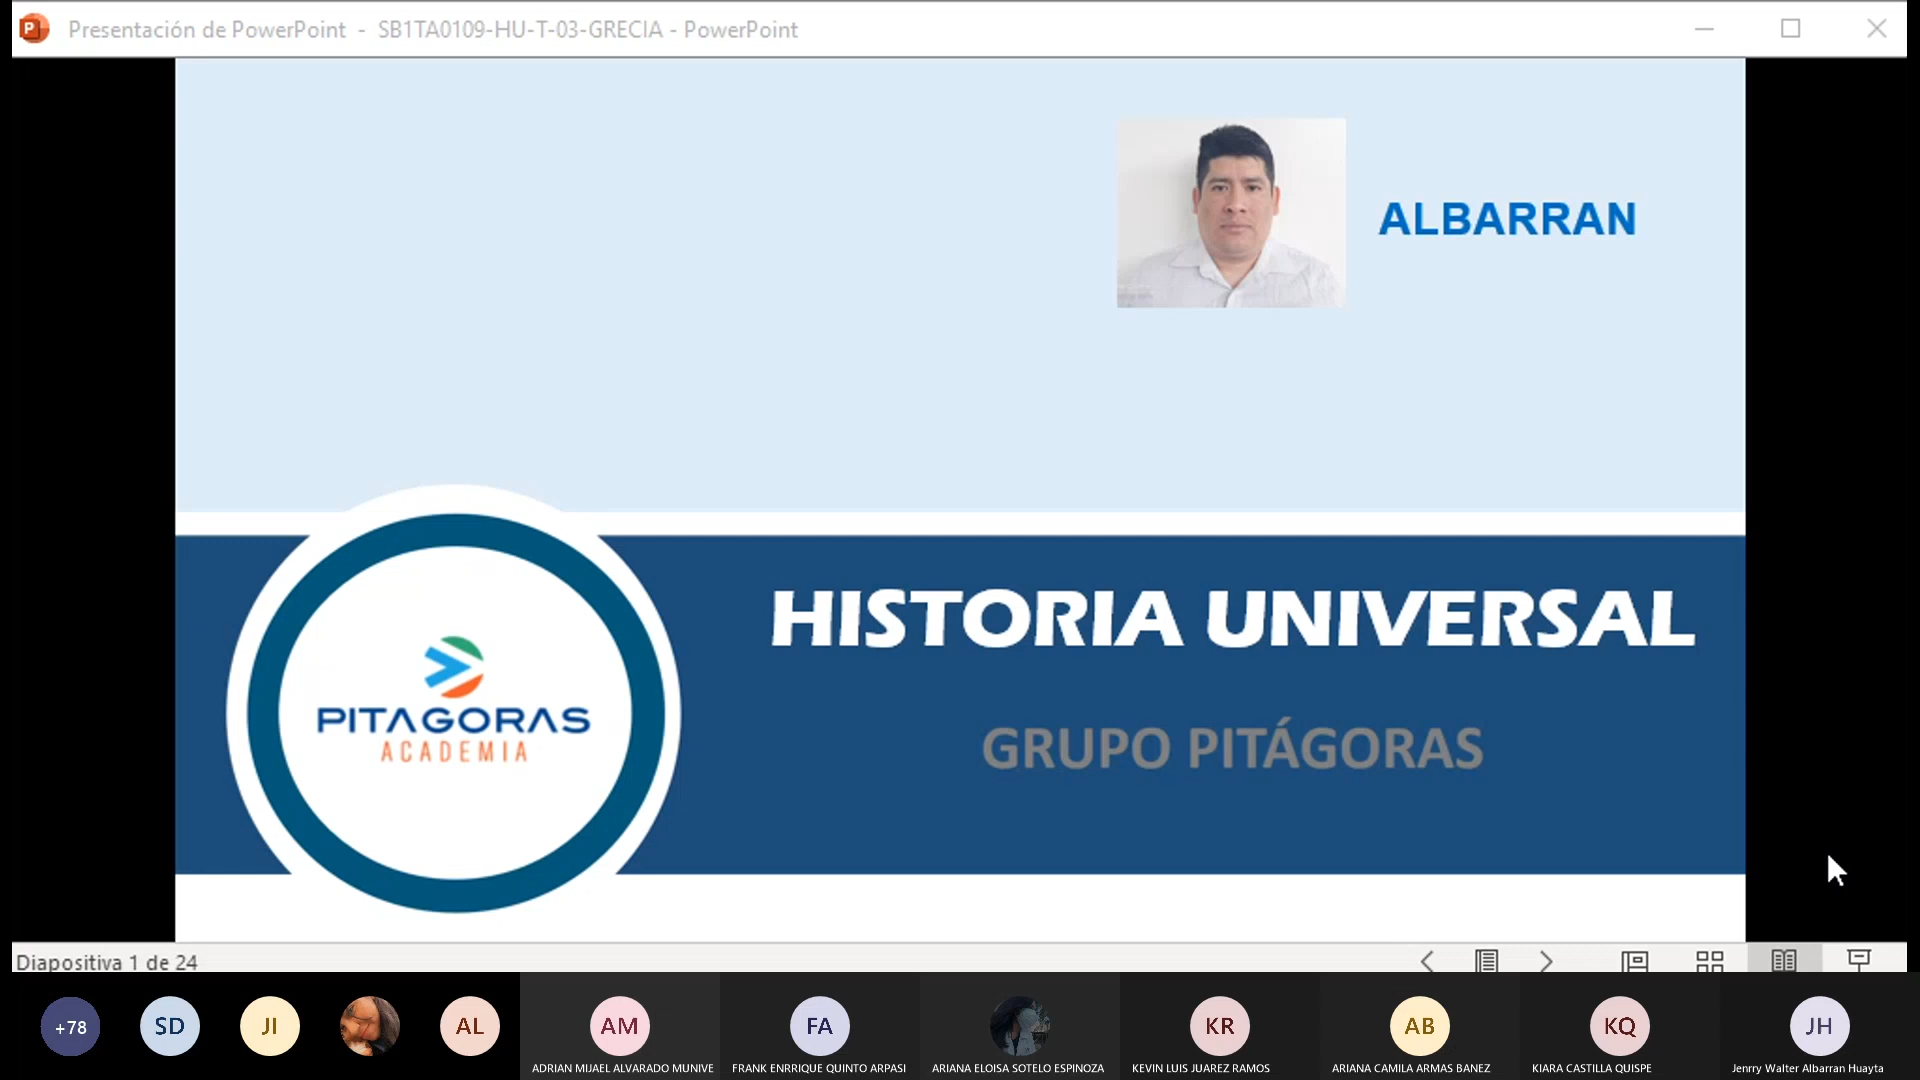 Presentación de PowerPoint - SB1TA0109-HU-T-03-GRECIA - PowerPoint
ALBARRAN
HISTORIA UNIVERSAL
GRUPO PITÁGORAS
PITAGORAS
ACADEMIA
Diapositiva 1 de 24
+78
SD
JI
AL
AM
FA
KR
AB
KQ
JH
ADRIAN MIJAEL ALVARADO MUNIVE
FRANK ENRRIQUE QUINTO ARPASI
ARIANA ELOISA SOTELO ESPINOZA
KEVIN LUIS JUAREZ RAMOS
ARIANA CAMILA ARMAS BANEZ
KIARA CASTILLA QUISPE
Jenrry Walter Albarran Huayta